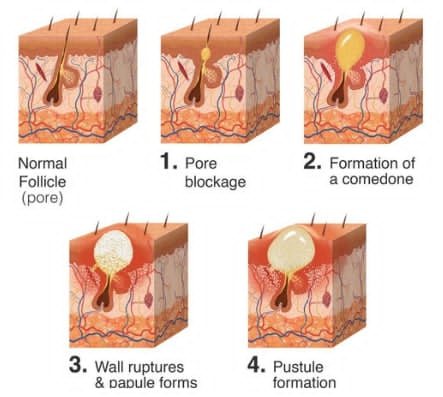 Normal
Follicle
(pore)
1. Pore
blockage
2. Formation of
a comedone
3. Wall ruptures
& papule forms
4. Pustule
formation